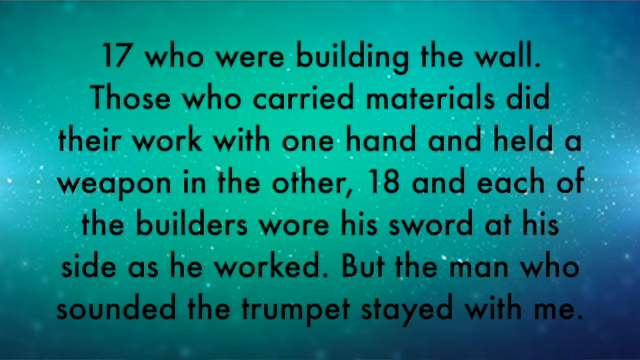 17 who were building the wall.
Those who carried materials did
their work with one hand and held a
weapon in the other, 18 and each of
the builders wore his sword at his
side as he worked. But the man who
sounded the trumpet stayed with me.